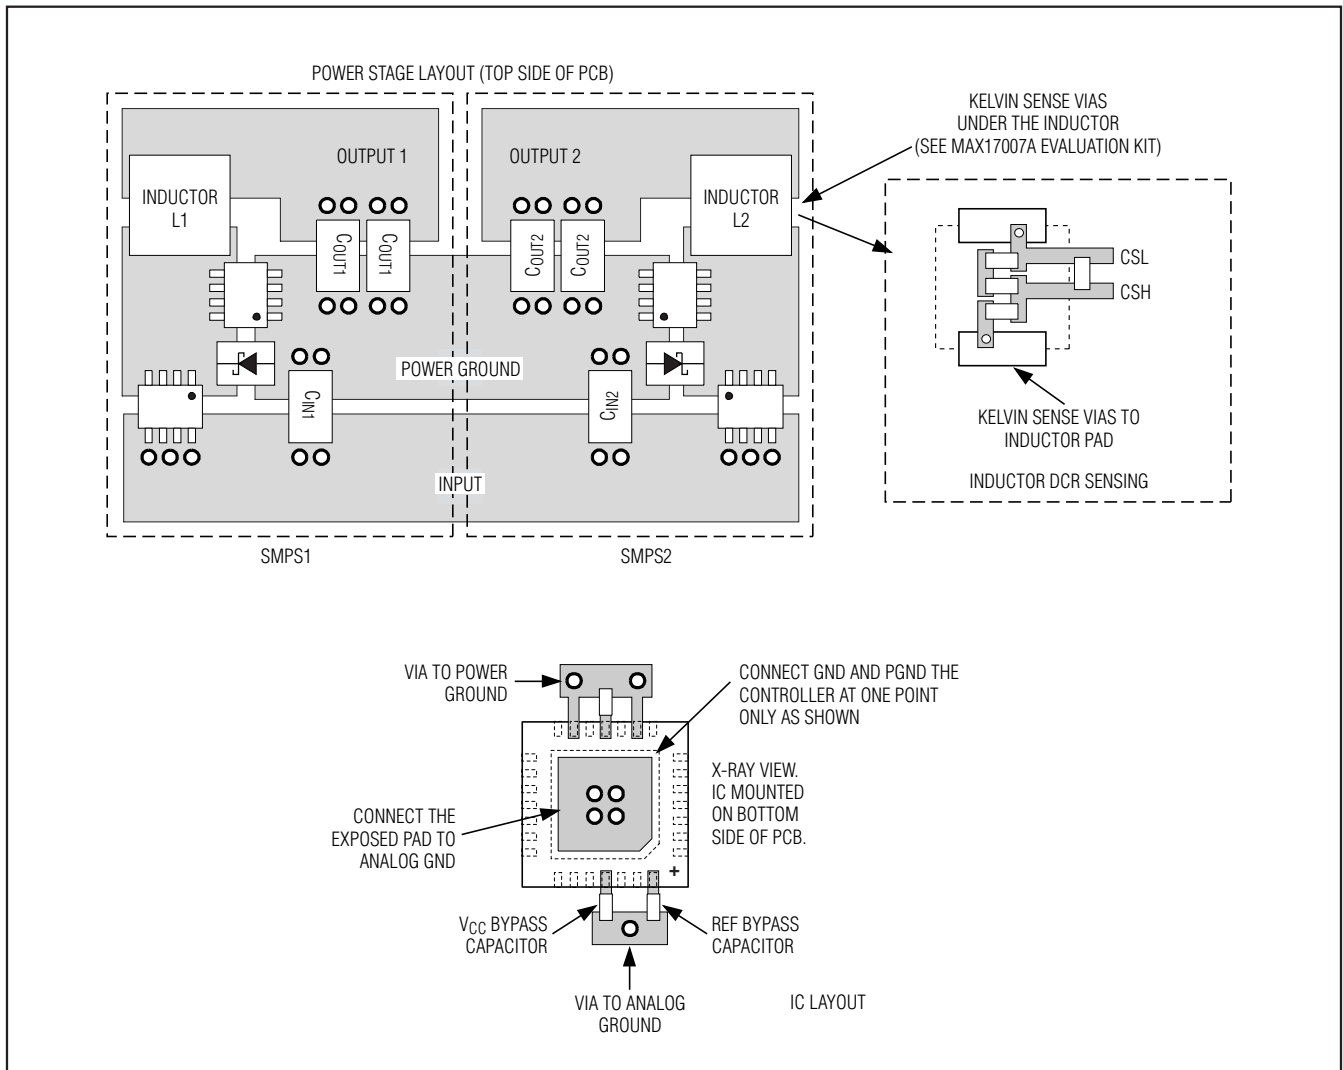 POWER STAGE LAYOUT (TOP SIDE OF PCB)
KELVIN SENSE VIAS
UNDER THE INDUCTOR
(SEE MAX17007A EVALUATION KIT)
OUTPUT 1
OUTPUT 2
INDUCTOR
L1
INDUCTOR
L2
COUT1
COUT1
COUT2
COUT2
CSL
CSH
POWER GROUND
CIN1
CIN2
KELVIN SENSE VIAS TO
INDUCTOR PAD
INPUT
INDUCTOR DCR SENSING
SMPS1
SMPS2
VIA TO POWER
GROUND
CONNECT GND AND PGND THE
CONTROLLER AT ONE POINT
ONLY AS SHOWN
X-RAY VIEW.
IC MOUNTED
ON BOTTOM
SIDE OF PCB.
CONNECT THE
EXPOSED PAD TO
ANALOG GND
+
VCC BYPASS
CAPACITOR
REF BYPASS
CAPACITOR
VIA TO ANALOG
GROUND
IC LAYOUT